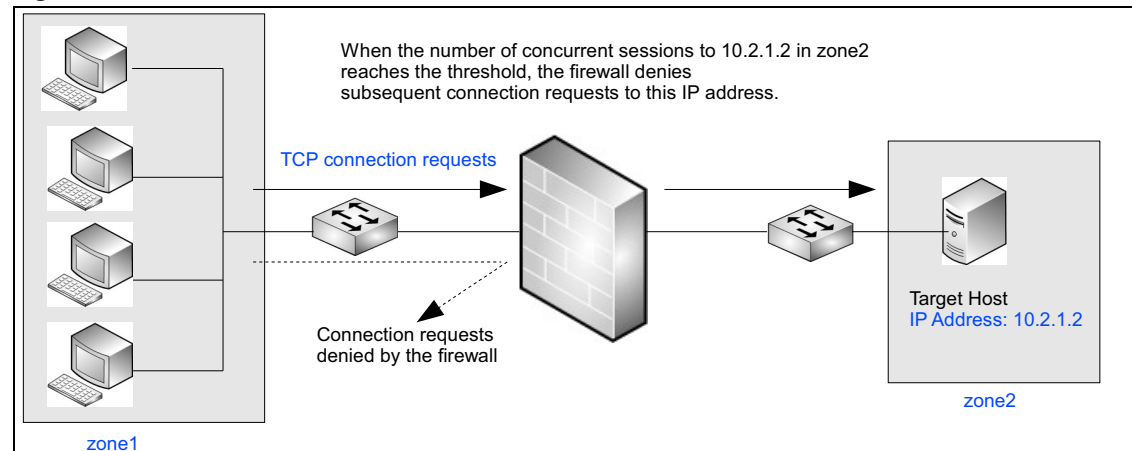 When the number of concurrent sessions to 10.2.1.2 in zone2
reaches the threshold, the firewall denies
subsequent connection requests to this IP address.
TCP connection requests
Connection requests
denied by the firewall
Target Host
IP Address: 10.2.1.2
zone2
zone1